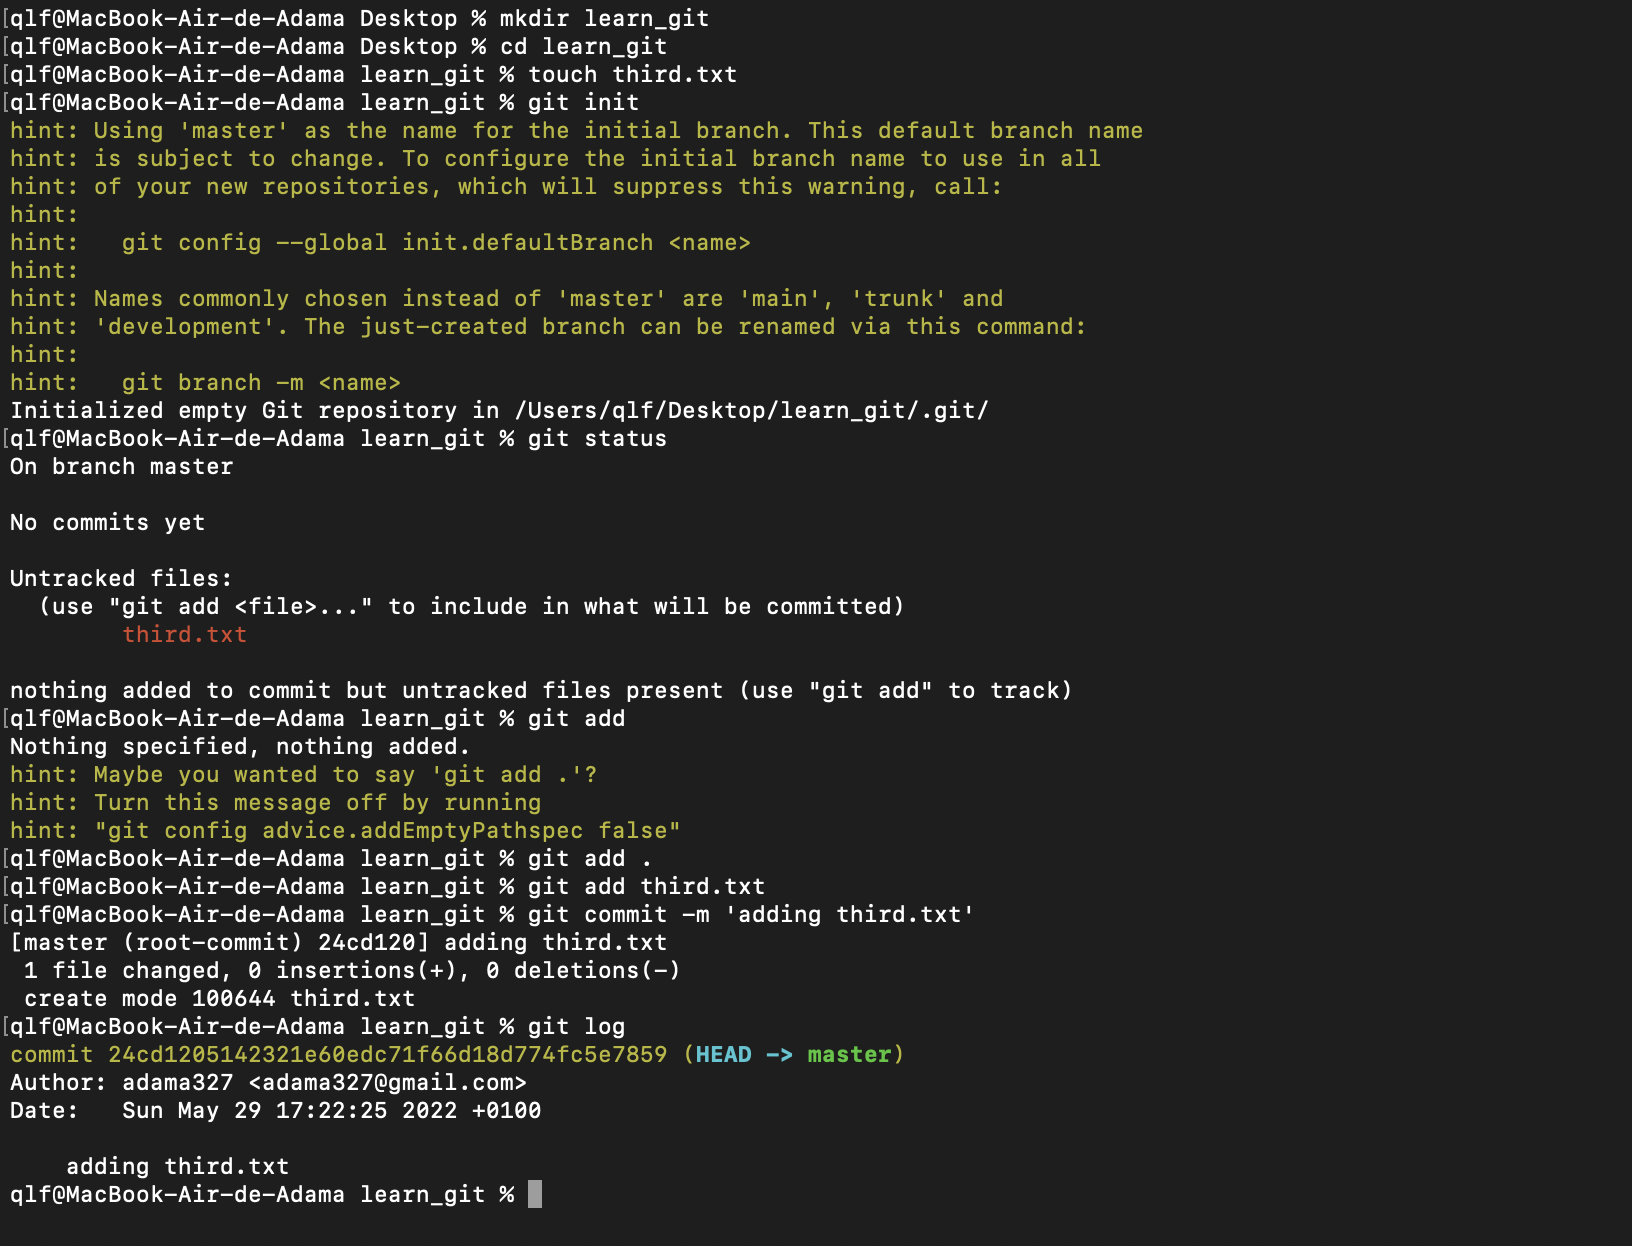 [qlf@MacBook-Air-de-Adama Desktop % mkdir learn_git
[qlf@MacBook-Air-de-Adama Desktop % cd learn_git
[qlf@MacBook-Air-de-Adama learn_git % touch third.txt
[qlf@MacBook-Air-de-Adama learn_git % git init
hint: Using 'master' as the name for the initial branch. This default branch name
hint: is subject to change. To configure the initial branch name to use in all
hint: of your new repositories, which will suppress this warning, call:
hint:
hint:   git config --global init.defaultBranch <name>
hint:
hint: Names commonly chosen instead of 'master' are 'main', 'trunk' and
hint: 'development'. The just-created branch can be renamed via this command:
hint:
hint:   git branch -m <name>
Initialized empty Git repository in /Users/qlf/Desktop/learn_git/.git/
[qlf@MacBook-Air-de-Adama learn_git % git status
On branch master

No commits yet

Untracked files:
  (use "git add <file>..." to include in what will be committed)
        third.txt

nothing added to commit but untracked files present (use "git add" to track)
[qlf@MacBook-Air-de-Adama learn_git % git add
Nothing specified, nothing added.
hint: Maybe you wanted to say 'git add .'?
hint: Turn this message off by running
hint: "git config advice.addEmptyPathspec false"
[qlf@MacBook-Air-de-Adama learn_git % git add .
[qlf@MacBook-Air-de-Adama learn_git % git add third.txt
[qlf@MacBook-Air-de-Adama learn_git % git commit -m 'adding third.txt'
[master (root-commit) 24cd120] adding third.txt
 1 file changed, 0 insertions(+), 0 deletions(-)
 create mode 100644 third.txt
[qlf@MacBook-Air-de-Adama learn_git % git log
commit 24cd1205142321e60edc71f66d18d774fc5e7859 (HEAD -> master)
Author: adama327 <adama327@gmail.com>
Date:   Sun May 29 17:22:25 2022 +0100

    adding third.txt
qlf@MacBook-Air-de-Adama learn_git %